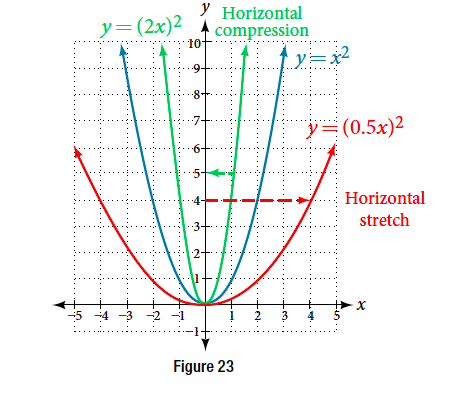 y
Horizontal
compression
y = (2x)²
y = x²
y = (0.5x)²
Horizontal
stretch
10
9
8
7
6
5
4
3
2
1
-5 -4 -3 -2 -1 1 2 3 4 5
x
-1
Figure 23